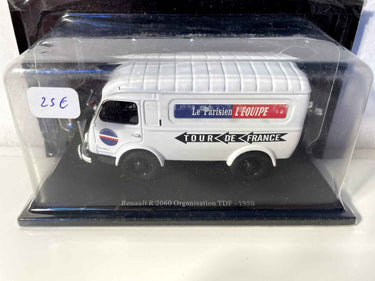 25€
Le Parisien L'EQUIPE
TOUR DE FRANCE
Renault R 2060 Organisation TDF - 1950